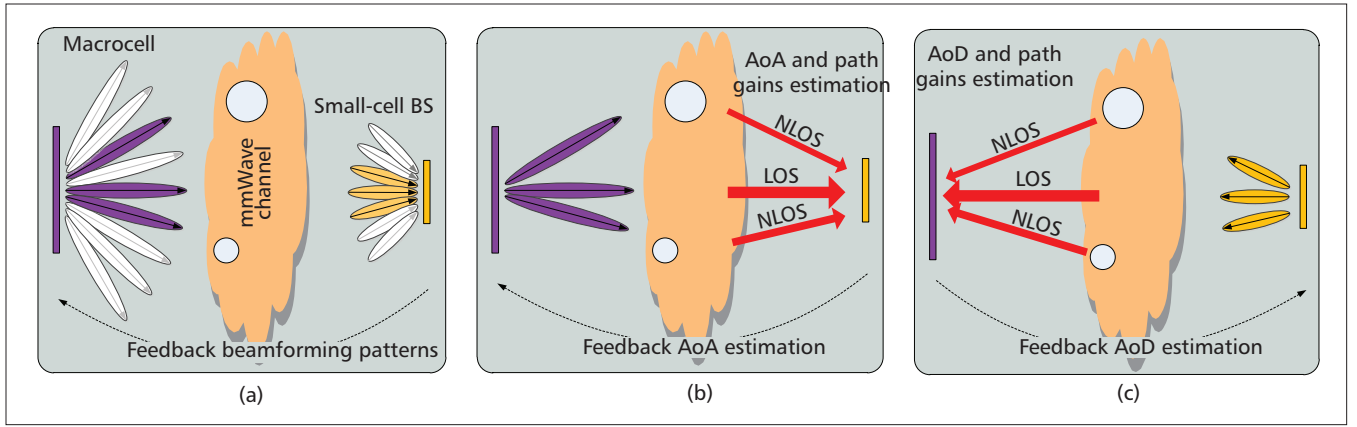 Macrocell
Small-cell BS
mmWave
channel
Feedback beamforming patterns
(a)
AoA and path
gains estimation
NLOS
LOS
NLOS
Feedback AoA estimation
(b)
AoD and path
gains estimation
NLOS
LOS
NLOS
Feedback AoD estimation
(c)